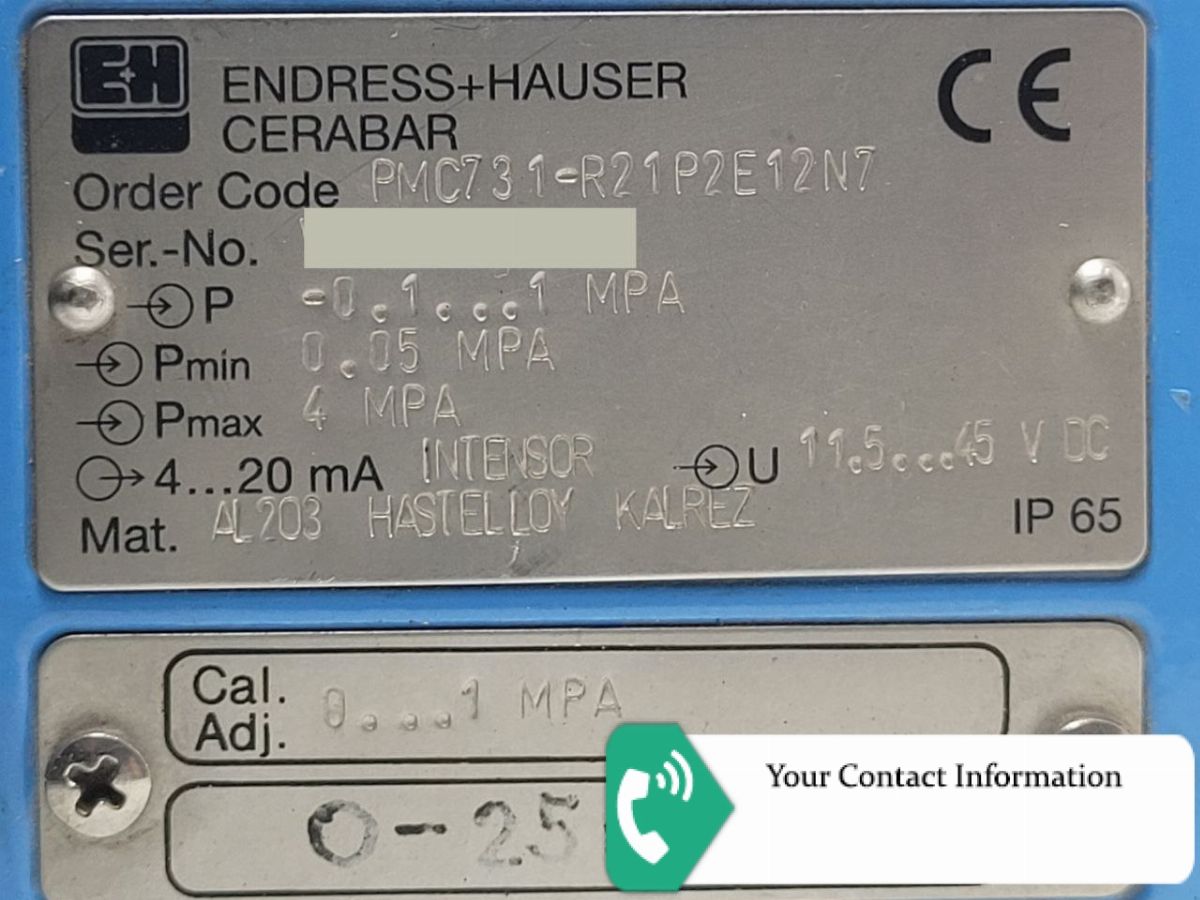 E+H ENDRESS+HAUSER CE
CERABAR
Order Code PMC731-R21P2E12N7
Ser.-No.
P -0.1...1 MPA
Pmin 0.05 MPA
Pmax 4 MPA
4...20 mA INTENSOR U 11.5...45 V DC
Mat. AL203 HASTELLOY KALREZ IP 65
Cal. Adj. 0...1 MPA
Your Contact Information
0-25